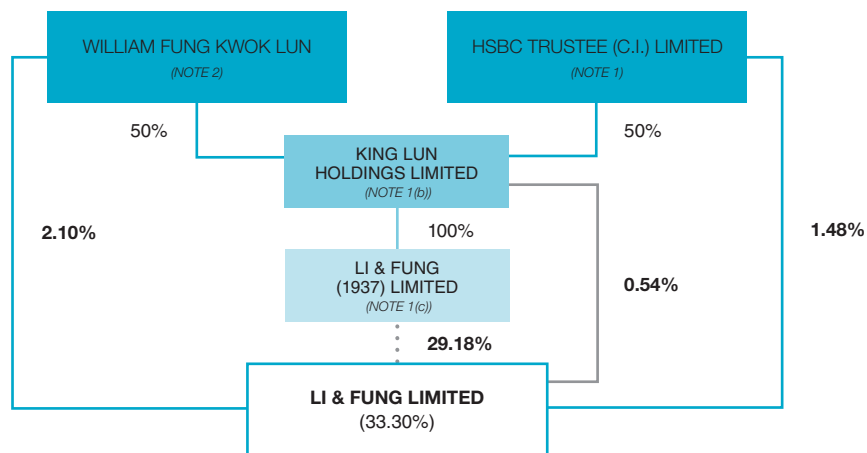 WILLIAM FUNG KWOK LUN
(NOTE 2)
HSBC TRUSTEE (C.I.) LIMITED
(NOTE 1)
50%
50%
KING LUN
HOLDINGS LIMITED
(NOTE 1(b))
2.10%
100%
1.48%
LI & FUNG
(1937) LIMITED
(NOTE 1(c))
0.54%
29.18%
LI & FUNG LIMITED
(33.30%)